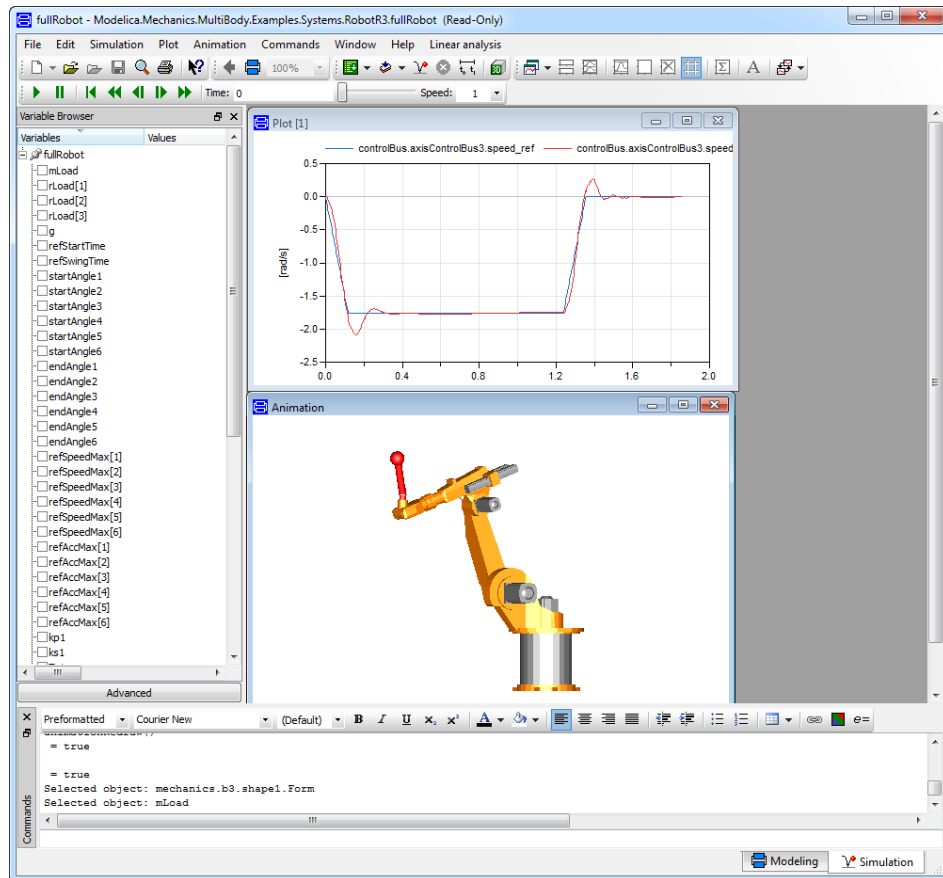 fullRobot - Modelica.Mechanics.MultiBody.Examples.Systems.RobotR3.fullRobot (Read-Only)
File Edit Simulation Plot Animation Commands Window Help Linear analysis
100%
Time: 0 Speed: 1
Variable Browser
Variables Values
fullRobot
mLoad
rLoad[1]
rLoad[2]
rLoad[3]
g
refStartTime
refSwingTime
startAngle1
startAngle2
startAngle3
startAngle4
startAngle5
startAngle6
endAngle1
endAngle2
endAngle3
endAngle4
endAngle5
endAngle6
refSpeedMax[1]
refSpeedMax[2]
refSpeedMax[3]
refSpeedMax[4]
refSpeedMax[5]
refSpeedMax[6]
refAccMax[1]
refAccMax[2]
refAccMax[3]
refAccMax[4]
refAccMax[5]
refAccMax[6]
kp1
ks1
Advanced
Plot [1]
controlBus.axisControlBus3.speed_ref controlBus.axisControlBus3.speed
0.5
0.0
-0.5
-1.0
-1.5
-2.0
-2.5
[rad/s]
0.0 0.4 0.8 1.2 1.6 2.0
Animation
Preformatted Courier New (Default) B I U x₂ x² A e=
= true
= true
Selected object: mechanics.b3.shape1.Form
Selected object: mLoad
Commands
Modeling Simulation